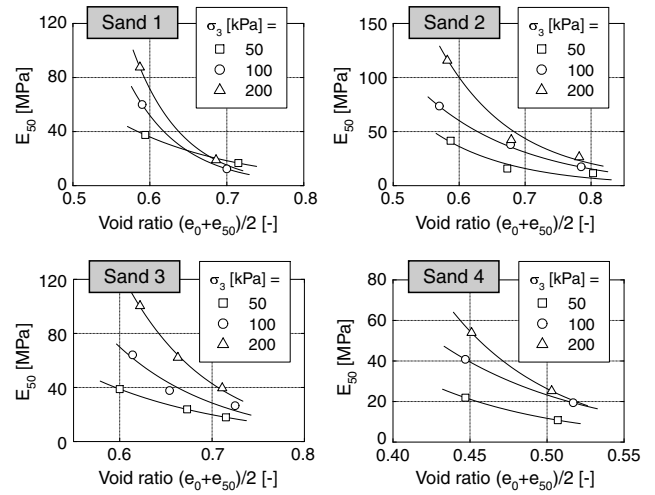 Sand 1
σ3 [kPa] =
50
100
200
120
80
40
0
E50 [MPa]
0.5 0.6 0.7 0.8
Void ratio (e0+e50)/2 [-]
Sand 2
σ3 [kPa] =
50
100
200
150
100
50
0
E50 [MPa]
0.5 0.6 0.7 0.8
Void ratio (e0+e50)/2 [-]
Sand 3
σ3 [kPa] =
50
100
200
120
80
40
0
E50 [MPa]
0.6 0.7 0.8
Void ratio (e0+e50)/2 [-]
Sand 4
σ3 [kPa] =
50
100
200
80
60
40
20
0
E50 [MPa]
0.40 0.45 0.50 0.55
Void ratio (e0+e50)/2 [-]